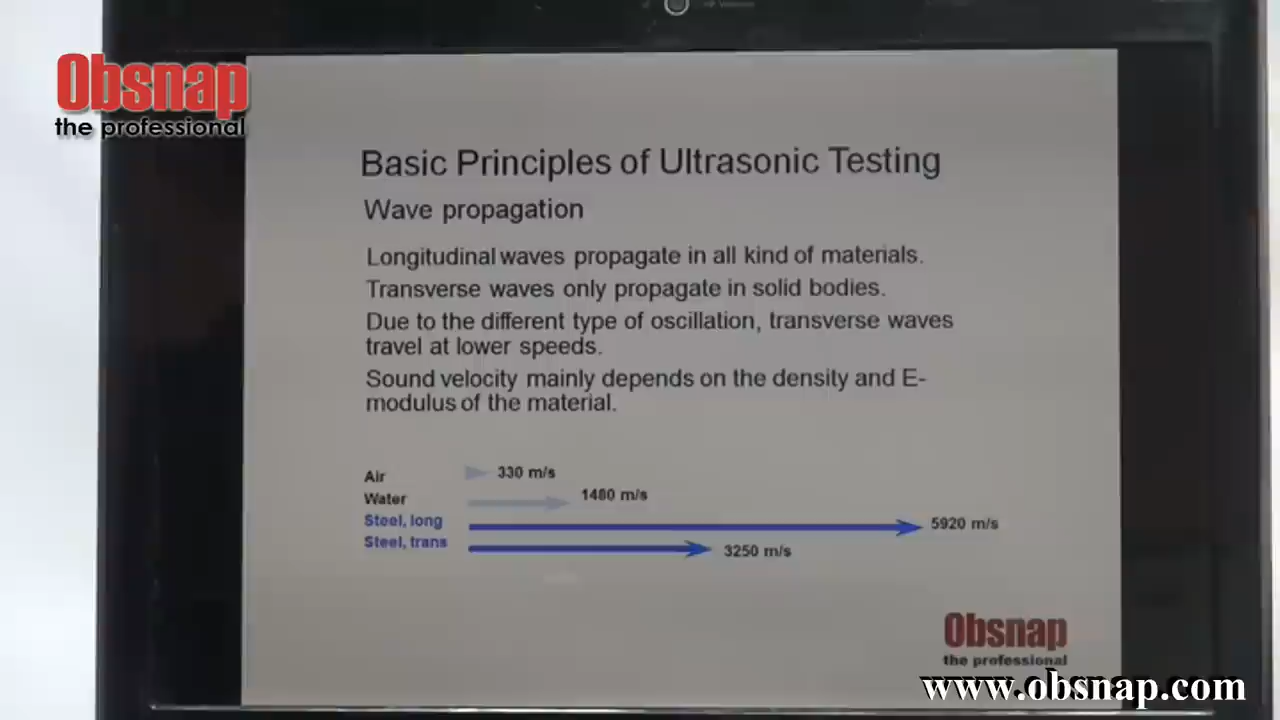 Obsnap
the professional
Basic Principles of Ultrasonic Testing
Wave propagation
Longitudinal waves propagate in all kind of materials.
Transverse waves only propagate in solid bodies.
Due to the different type of oscillation, transverse waves
travel at lower speeds.
Sound velocity mainly depends on the density and E-
modulus of the material.
Air 330 m/s
Water 1480 m/s
Steel, long 5920 m/s
Steel, trans 3250 m/s
Obsnap
the professional
www.obsnap.com